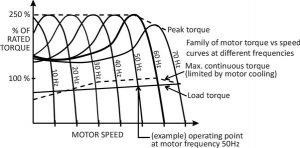 250 %
% OF
RATED
TORQUE
100 %
Peak torque
Family of motor torque vs speed
curves at different frequencies
Max. continuous torque
(limited by motor cooling)
Load torque
10 Hz
20 Hz
30 Hz
40 Hz
50 Hz
60 Hz
70 Hz
MOTOR SPEED
(example) operating point
at motor frequency 50Hz